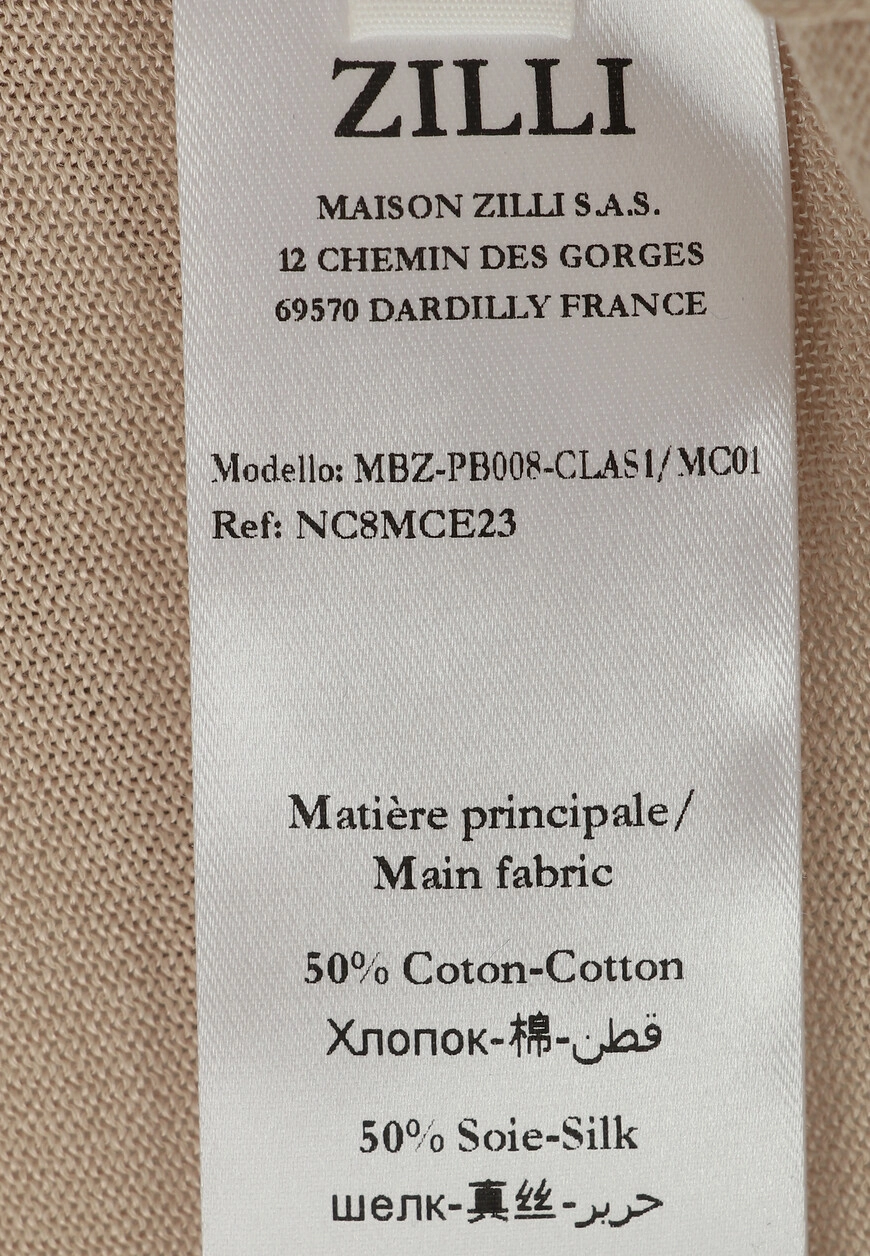 ZILLI
MAISON ZILLI S.A.S.
12 CHEMIN DES GORGES
69570 DARDILLY FRANCE
Modello: MBZ-PB008-CLAS1/MC01
Ref: NC8MCE23
Matière principale/
Main fabric
50% Coton-Cotton
Хлопок-棉-قطن
50% Soie-Silk
шелк-真丝-حرير